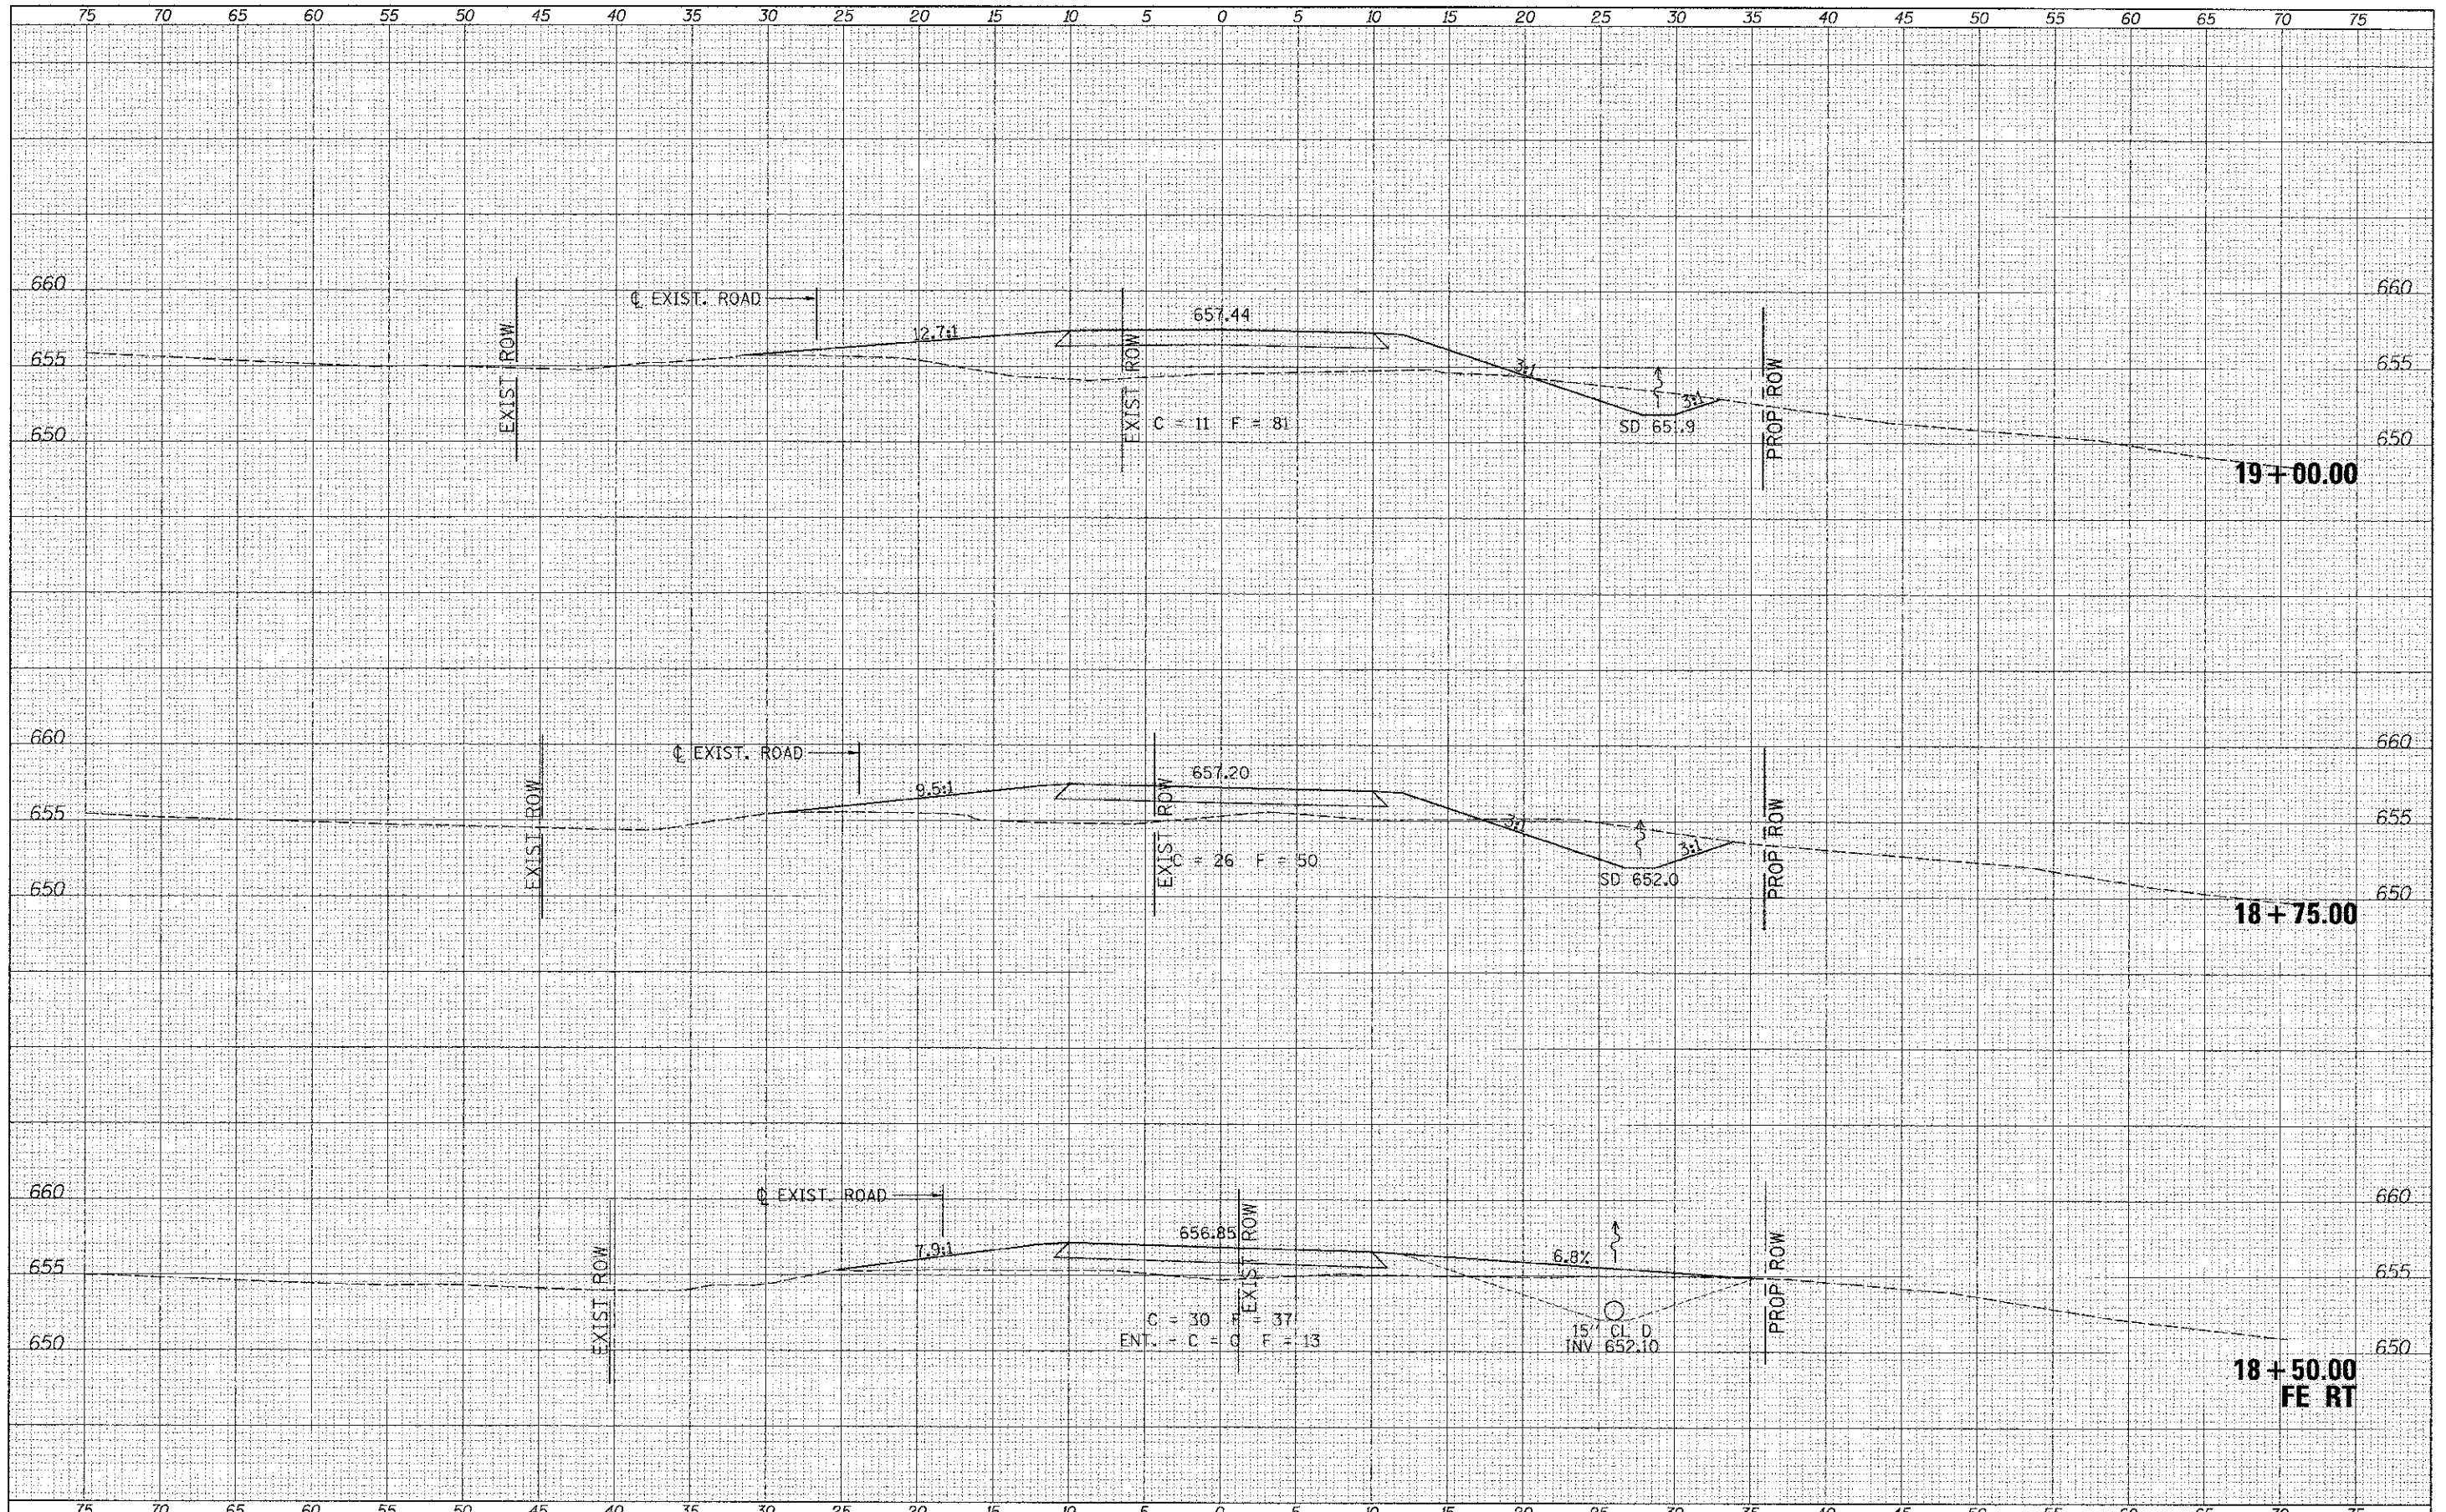 75 70 65 60 55 50 45 40 35 30 25 20 15 10 5 0 5 10 15 20 25 30 35 40 45 50 55 60 65 70 75
660 660
℄ EXIST. ROAD
657.44
12.7:1
EXIST ROW
EXIST ROW
655 655
3:1
3:1
PROP ROW
C = 11 F = 81
SD 651.9
650 650
19+00.00
660 660
℄ EXIST. ROAD
657.20
9.5:1
EXIST ROW
EXIST ROW
655 655
3:1
3:1
PROP ROW
C = 26 F = 50
SD 652.0
650 650
18+75.00
660 660
℄ EXIST. ROAD
656.85
7.9:1
EXIST ROW
EXIST ROW
6.8%
PROP ROW
655 655
C = 30 F = 37
ENT. - C = 0 F = 13
15" CL D
INV 652.10
650 650
18+50.00
FE RT
75 70 65 60 55 50 45 40 35 30 25 20 15 10 5 0 5 10 15 20 25 30 35 40 45 50 55 60 65 70 75